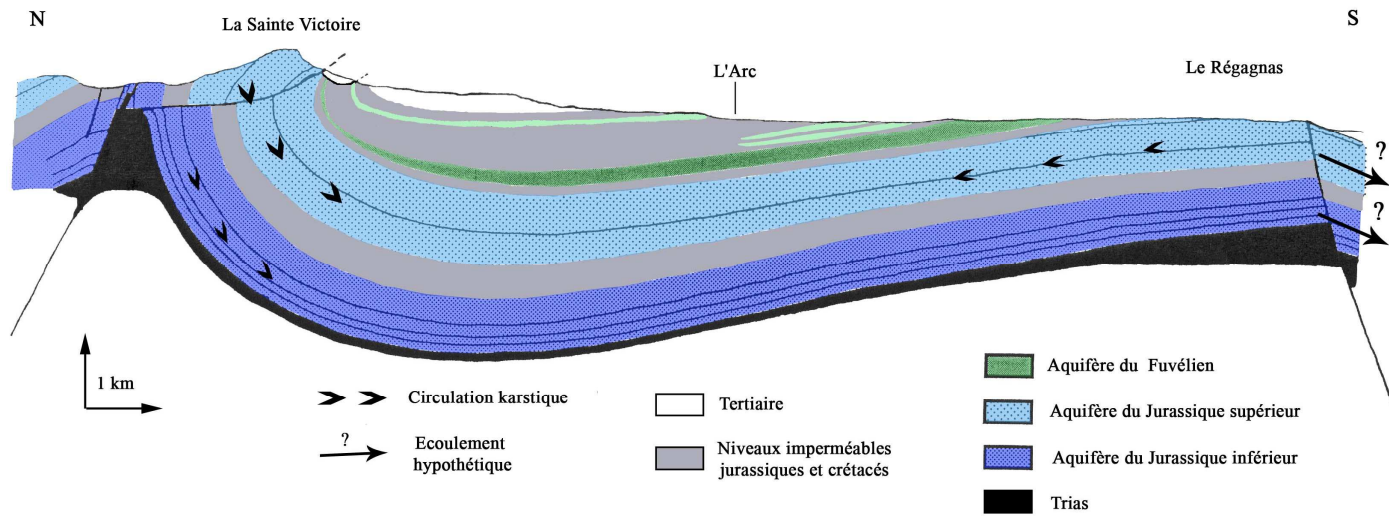 N
S
La Sainte Victoire
L'Arc
Le Régagnas
?
?
1 km
Circulation karstique
?
Ecoulement
hypothétique
Tertiaire
Niveaux imperméables
jurassiques et crétacés
Aquifère du Fuvélien
Aquifère du Jurassique supérieur
Aquifère du Jurassique inférieur
Trias